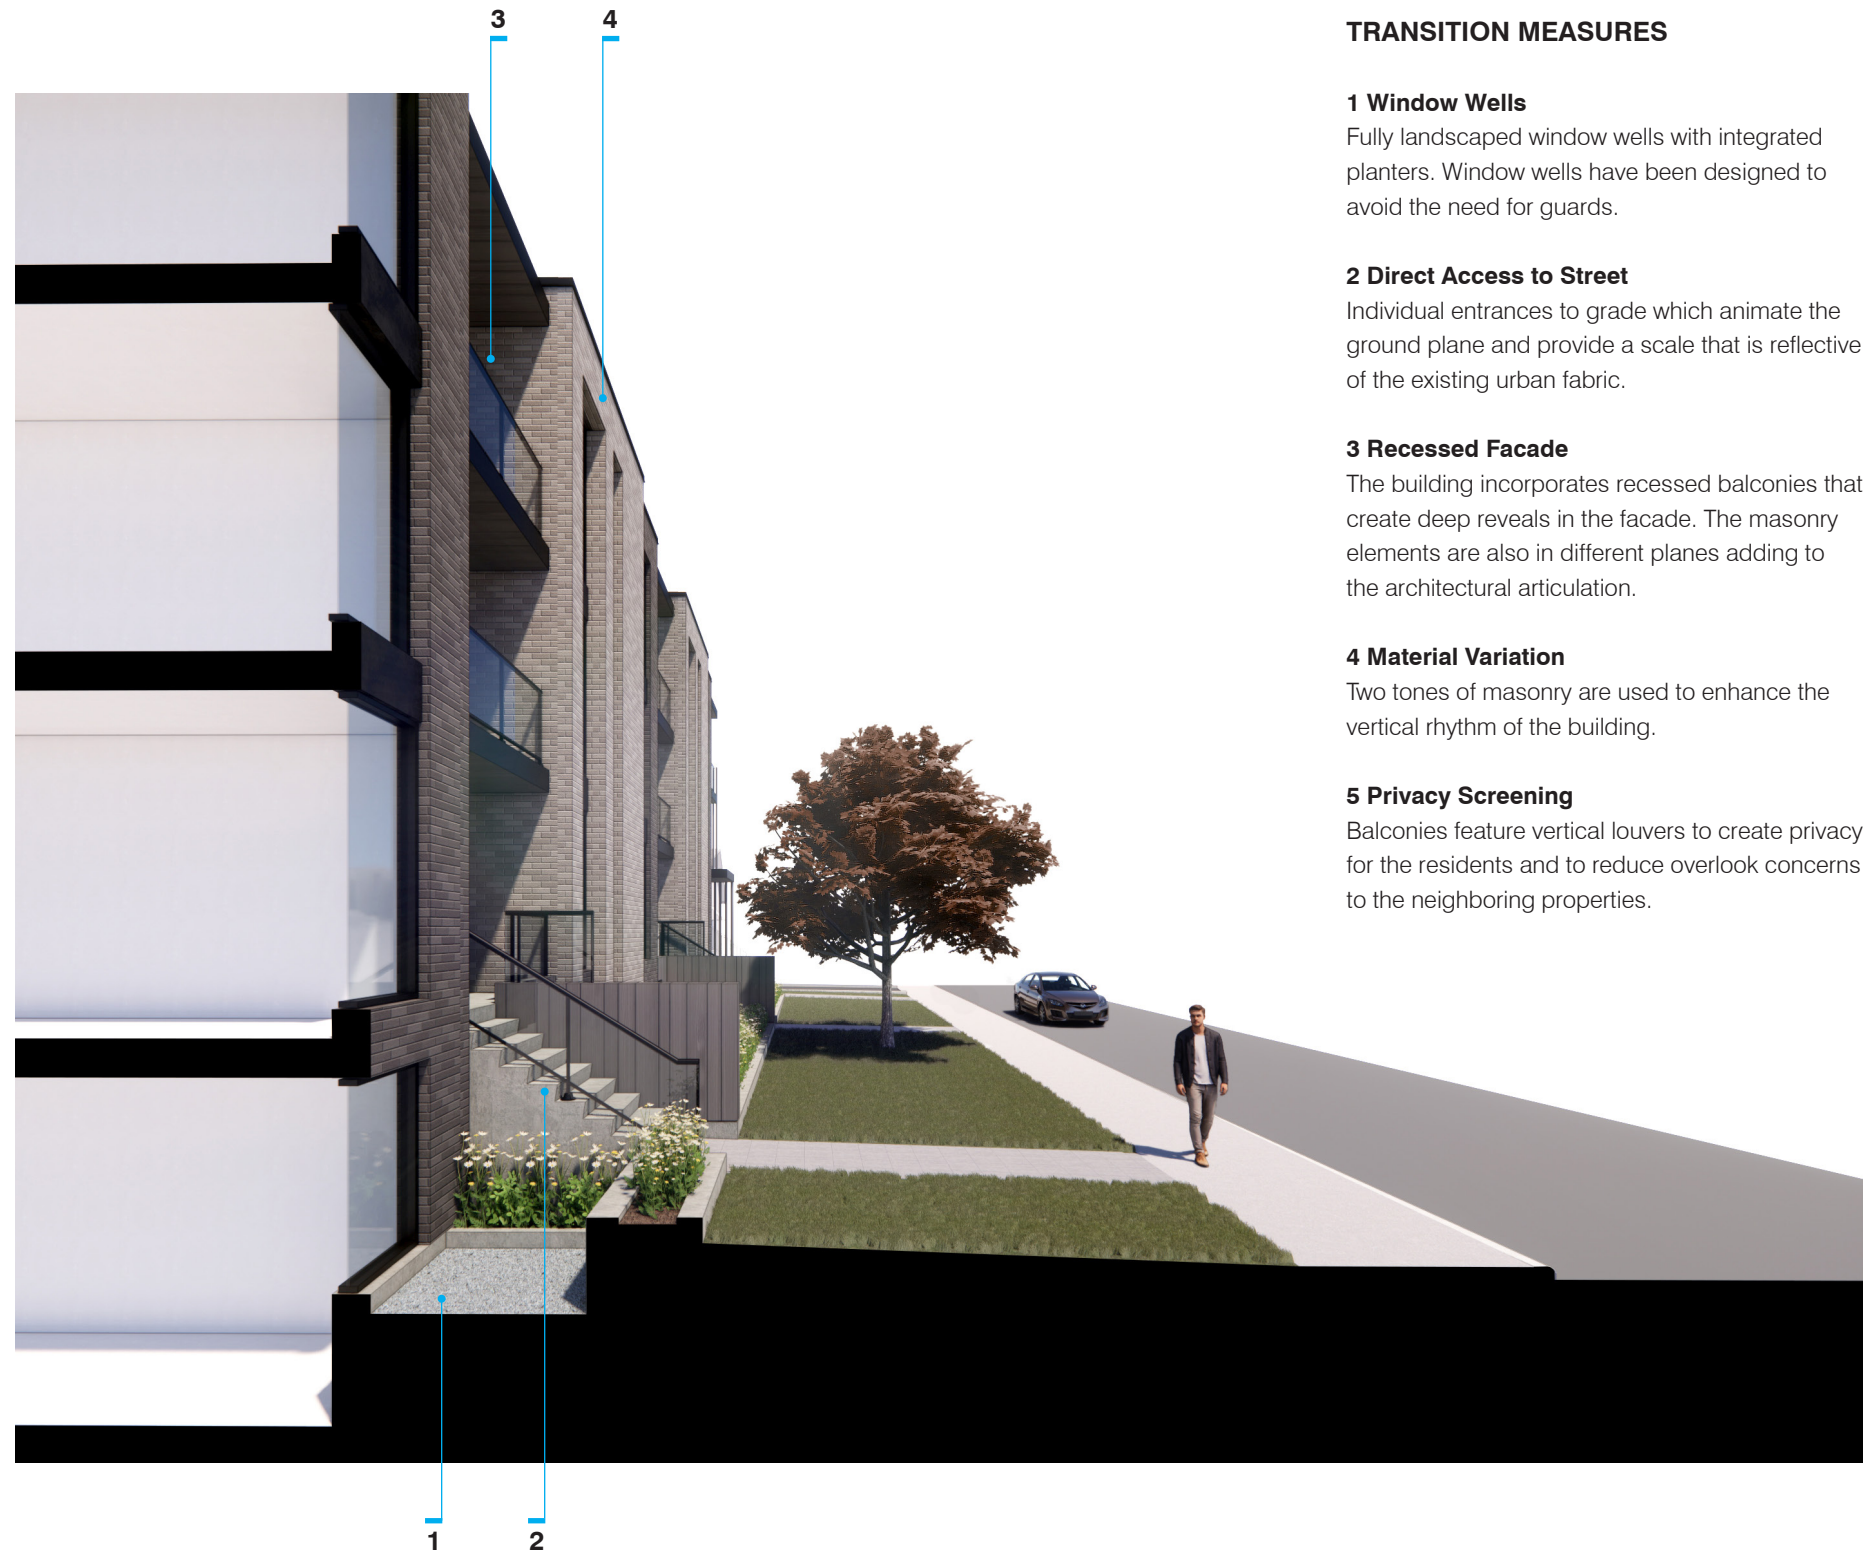 3
4
TRANSITION MEASURES
1 Window Wells
Fully landscaped window wells with integrated
planters. Window wells have been designed to
avoid the need for guards.
2 Direct Access to Street
Individual entrances to grade which animate the
ground plane and provide a scale that is reflective
of the existing urban fabric.
3 Recessed Facade
The building incorporates recessed balconies that
create deep reveals in the facade. The masonry
elements are also in different planes adding to
the architectural articulation.
4 Material Variation
Two tones of masonry are used to enhance the
vertical rhythm of the building.
5 Privacy Screening
Balconies feature vertical louvers to create privacy
for the residents and to reduce overlook concerns
to the neighboring properties.
1
2